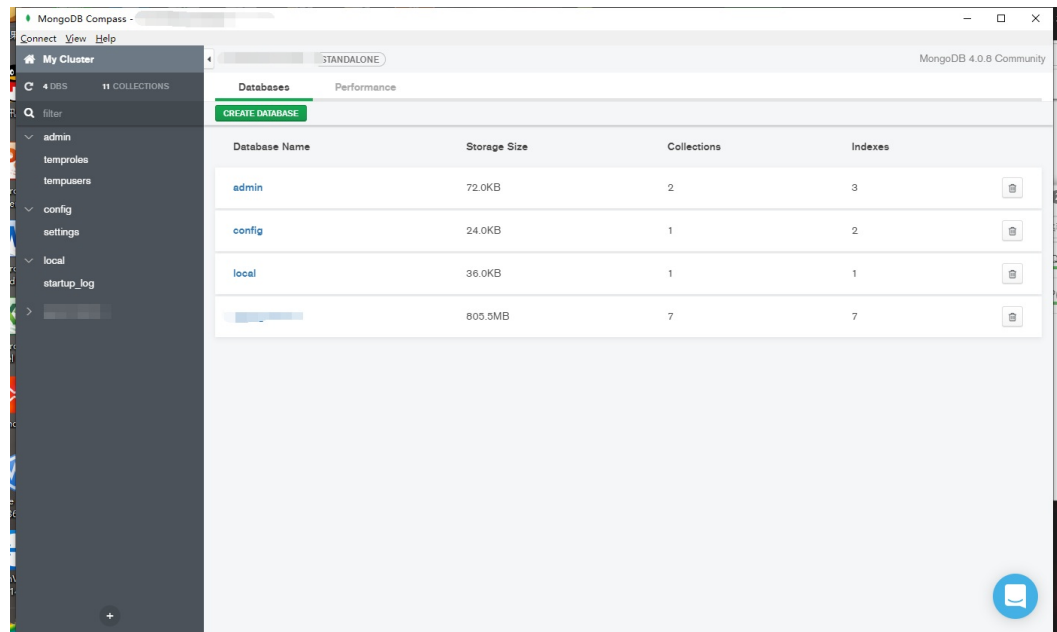 MongoDB Compass -
Connect View Help
My Cluster
STANDALONE
MongoDB 4.0.8 Community
4 DBS 11 COLLECTIONS
Databases Performance
filter
CREATE DATABASE
admin
temproles
tempusers
config
settings
local
startup_log
Database Name Storage Size Collections Indexes
admin 72.0KB 2 3
config 24.0KB 1 2
local 36.0KB 1 1
805.5MB 7 7